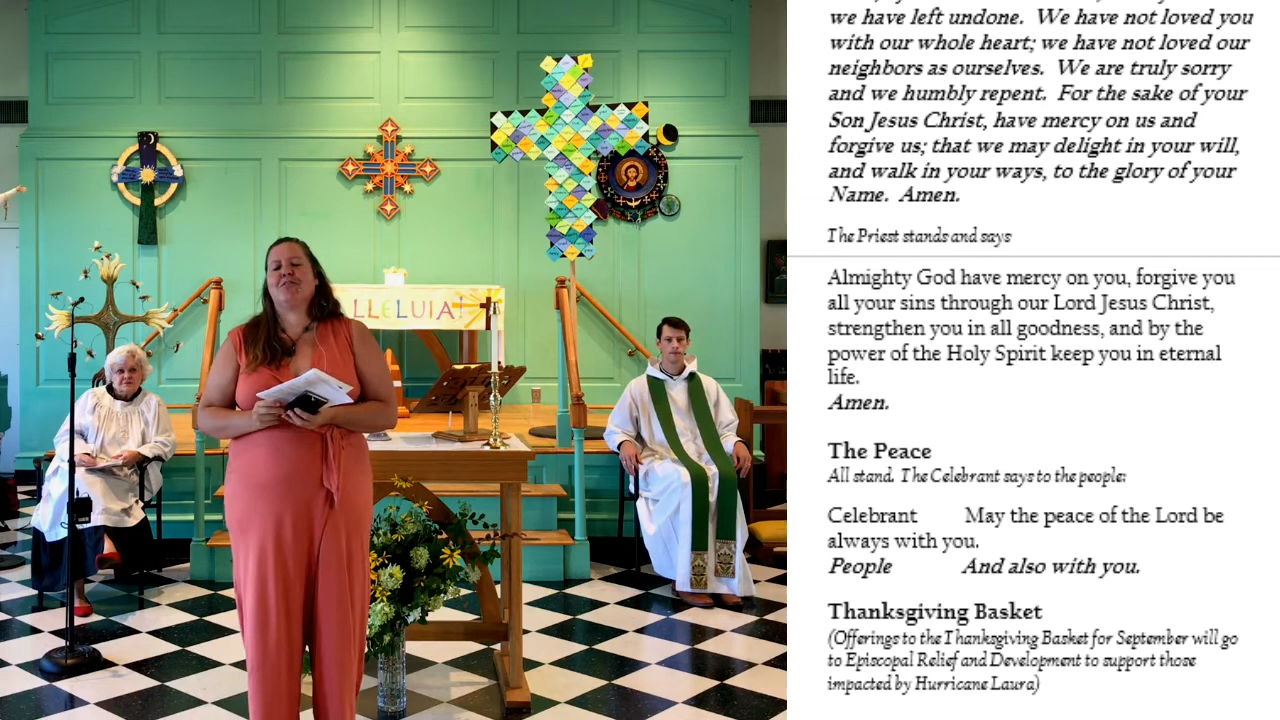 LLELUIA!
we have left undone. We have not loved you
with our whole heart; we have not loved our
neighbors as ourselves. We are truly sorry
and we humbly repent. For the sake of your
Son Jesus Christ, have mercy on us and
forgive us; that we may delight in your will,
and walk in your ways, to the glory of your
Name. Amen.
The Priest stands and says
Almighty God have mercy on you, forgive you
all your sins through our Lord Jesus Christ,
strengthen you in all goodness, and by the
power of the Holy Spirit keep you in eternal
life.
Amen.
The Peace
All stand. The Celebrant says to the people:
Celebrant May the peace of the Lord be
always with you.
People And also with you.
Thanksgiving Basket
(Offerings to the Thanksgiving Basket for September will go
to Episcopal Relief and Development to support those
impacted by Hurricane Laura)